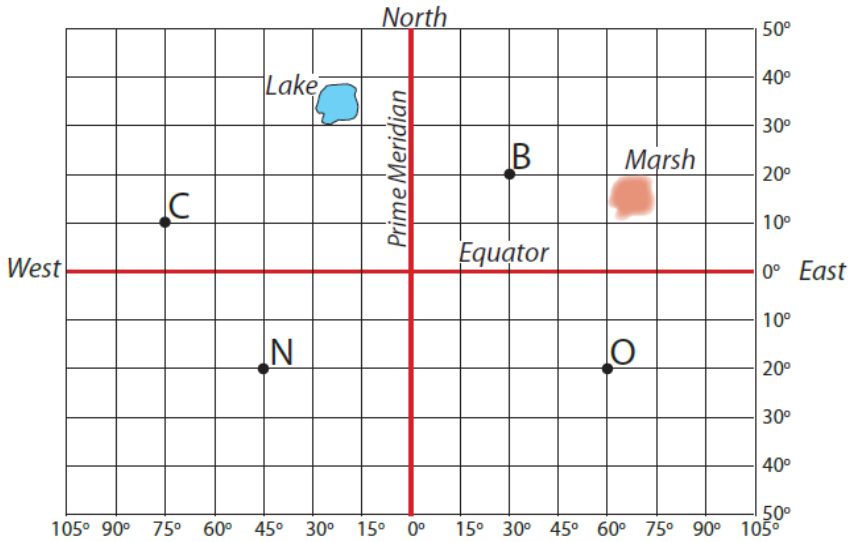 North
50º
Lake
40º
30º
Prime Meridian
B
Marsh
20º
C
10º
West
Equator
0º
East
10º
N
O
20º
30º
40º
50º
105º 90º 75º 60º 45º 30º 15º 0º 15º 30º 45º 60º 75º 90º 105º